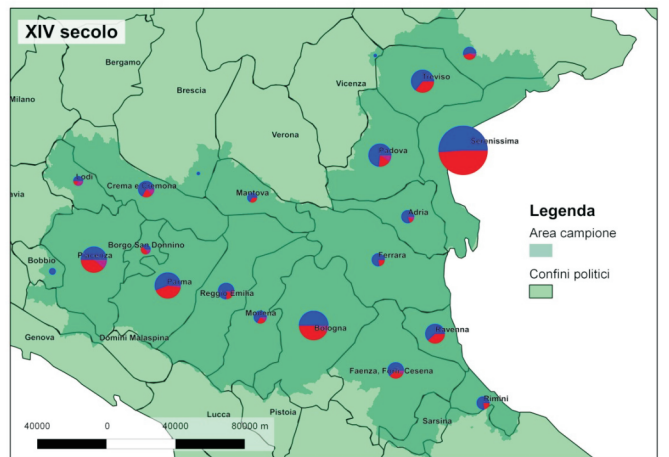 XIV secolo
Bergamo
Milano
Brescia
Vicenza
Treviso
Verona
Serenissima
Padova
Lodi
Crema e Cremona
avia
Mantova
Adria
Legenda
Area campione
Confini politici
Borgo San Donnino
Piacenza
Bobbio
Ferrara
Parma
Reggio Emilia
Modena
Bologna
Ravenna
Genova
Domini Malaspina
Faenza, Forlì, Cesena
Rimini
Lucca
Pistoia
Sarsina
40000 0 40000 80000 m